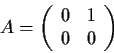 A = ( 0 1
0 0 )